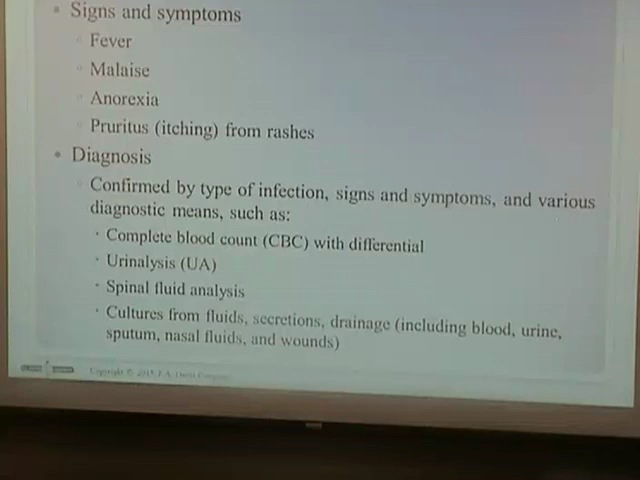 • Signs and symptoms
Fever
Malaise
Anorexia
Pruritus (itching) from rashes
• Diagnosis
Confirmed by type of infection, signs and symptoms, and various
diagnostic means, such as:
· Complete blood count (CBC) with differential
· Urinalysis (UA)
· Spinal fluid analysis
· Cultures from fluids, secretions, drainage (including blood, urine,
sputum, nasal fluids, and wounds)
Copyright ©